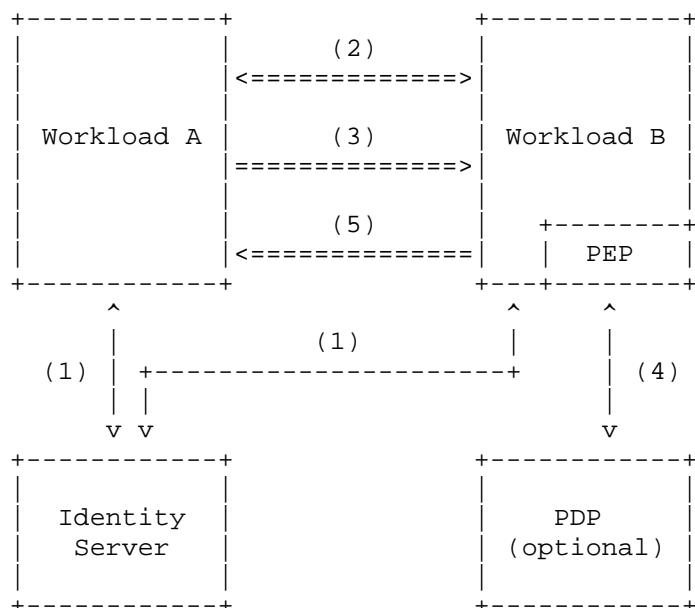 +------------+               +------------+
|            |      (2)      |            |
|            |<=============>|            |
|            |               |            |
| Workload A |      (3)      | Workload B |
|            |==============>|            |
|            |               |            |
|            |      (5)      |   +--------+
|            |<==============|   |  PEP   |
+------------+               +---+--------+
      ^                        ^     ^
      |            (1)         |     |
  (1) | +----------------------+     | (4)
      | |                            |
      v v                            v
+------------+               +------------+
|            |               |            |
|  Identity  |               |    PDP     |
|   Server   |               | (optional) |
|            |               |            |
+------------+               +------------+